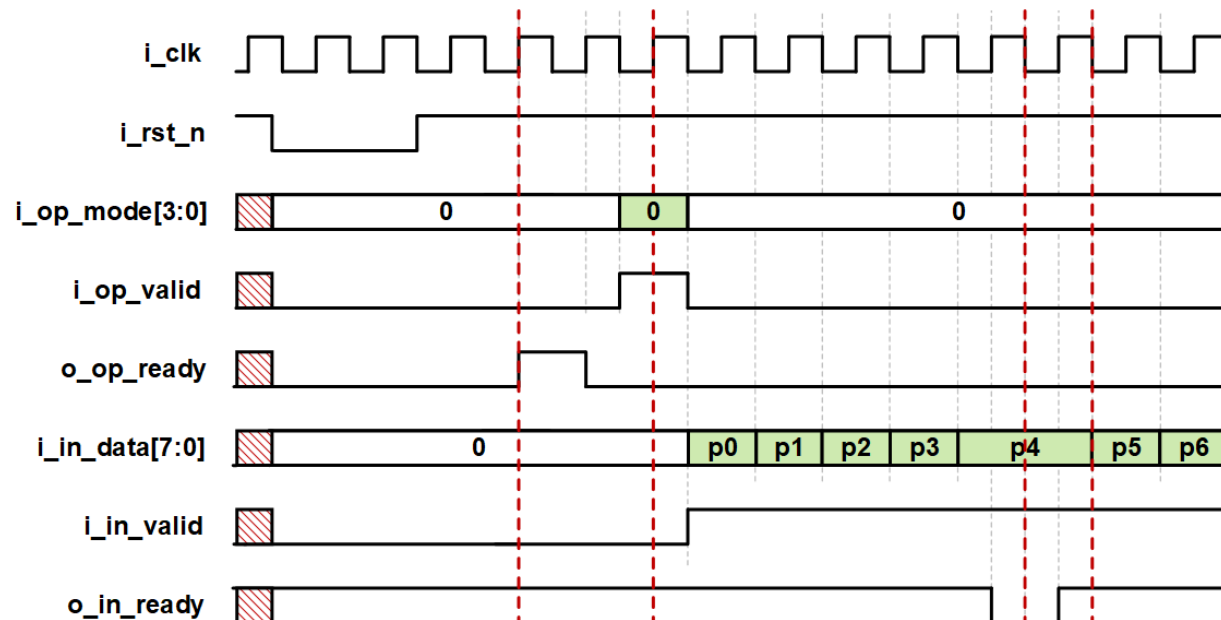 i_clk
i_rst_n
i_op_mode[3:0] 0 0 0
i_op_valid
o_op_ready
i_in_data[7:0] 0 p0 p1 p2 p3 p4 p5 p6
i_in_valid
o_in_ready